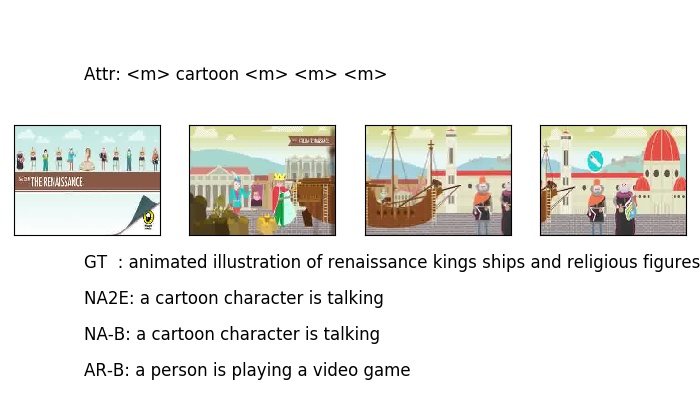 Attr: <m> cartoon <m> <m> <m>
THE RENAISSANCE
GT : animated illustration of renaissance kings ships and religious figures
NA2E: a cartoon character is talking
NA-B: a cartoon character is talking
AR-B: a person is playing a video game